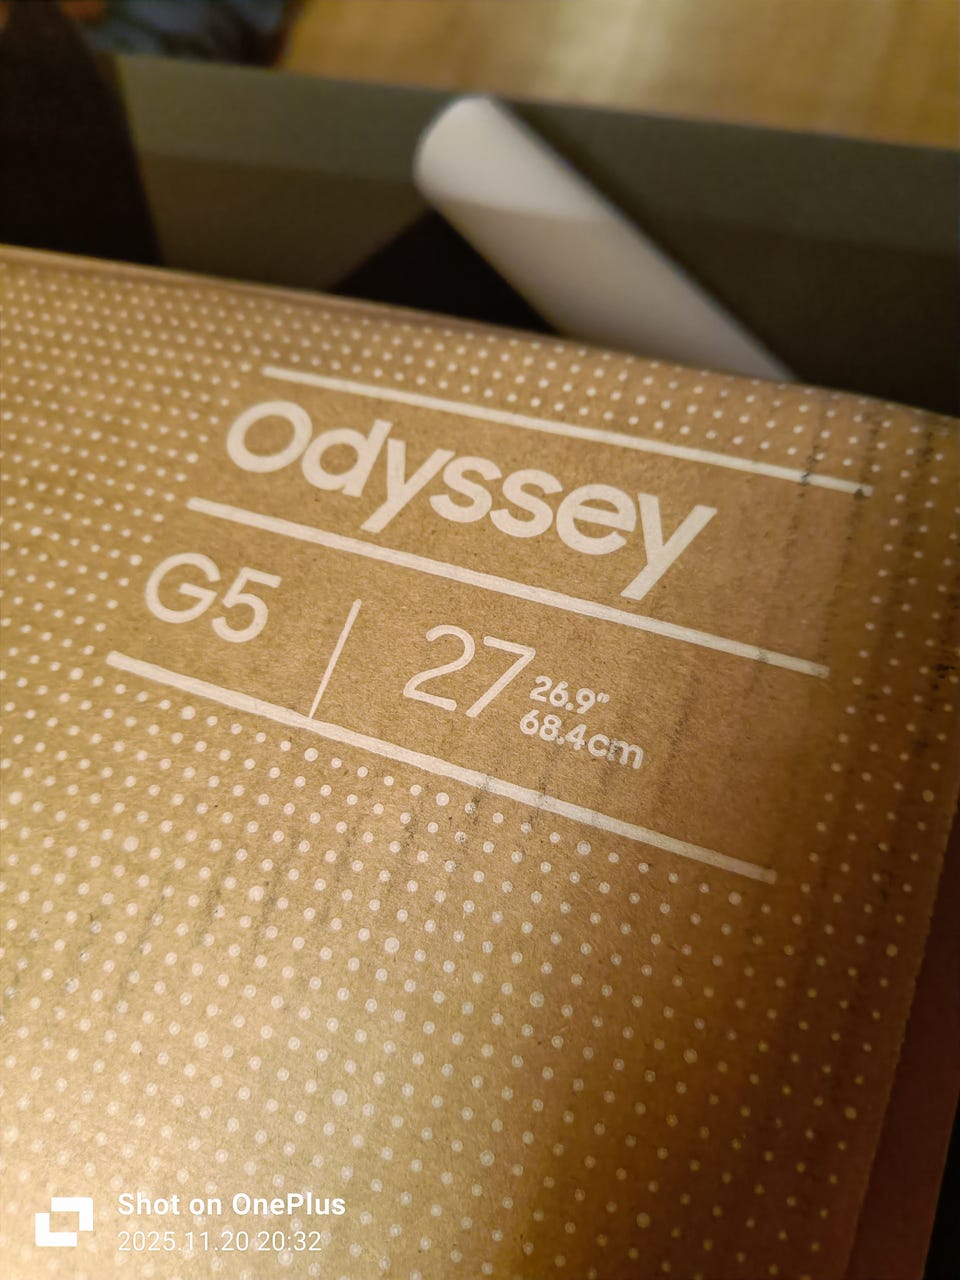 Odyssey
G5 27 26.9"
68.4cm
Shot on OnePlus
2025.11.20 20:32